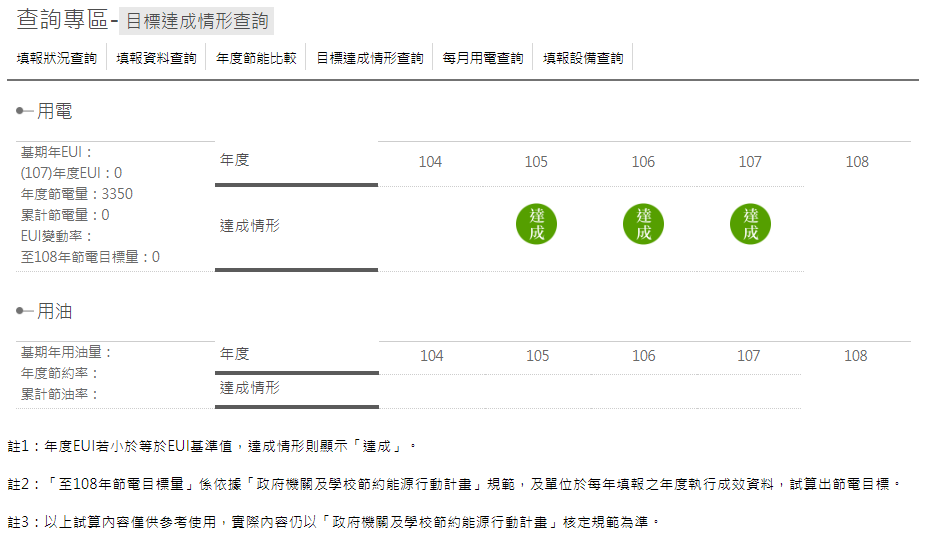 查詢專區-目標達成情形查詢
填報狀況查詢 填報資料查詢 年度節能比較 目標達成情形查詢 每月用電查詢 填報設備查詢
用電
基期年EUI：
(107)年度EUI：0
年度節電量：3350
累計節電量：0
EUI變動率：
至108年節電目標量：0
年度 104 105 106 107 108
達成情形 達成 達成 達成
用油
基期年用油量：
年度節約率：
累計節油率：
年度 104 105 106 107 108
達成情形
註1：年度EUI若小於等於EUI基準值，達成情形則顯示「達成」。
註2：「至108年節電目標量」係依據「政府機關及學校節約能源行動計畫」規範，及單位於每年填報之年度執行成效資料，試算出節電目標。
註3：以上試算內容僅供參考使用，實際內容仍以「政府機關及學校節約能源行動計畫」核定規範為準。